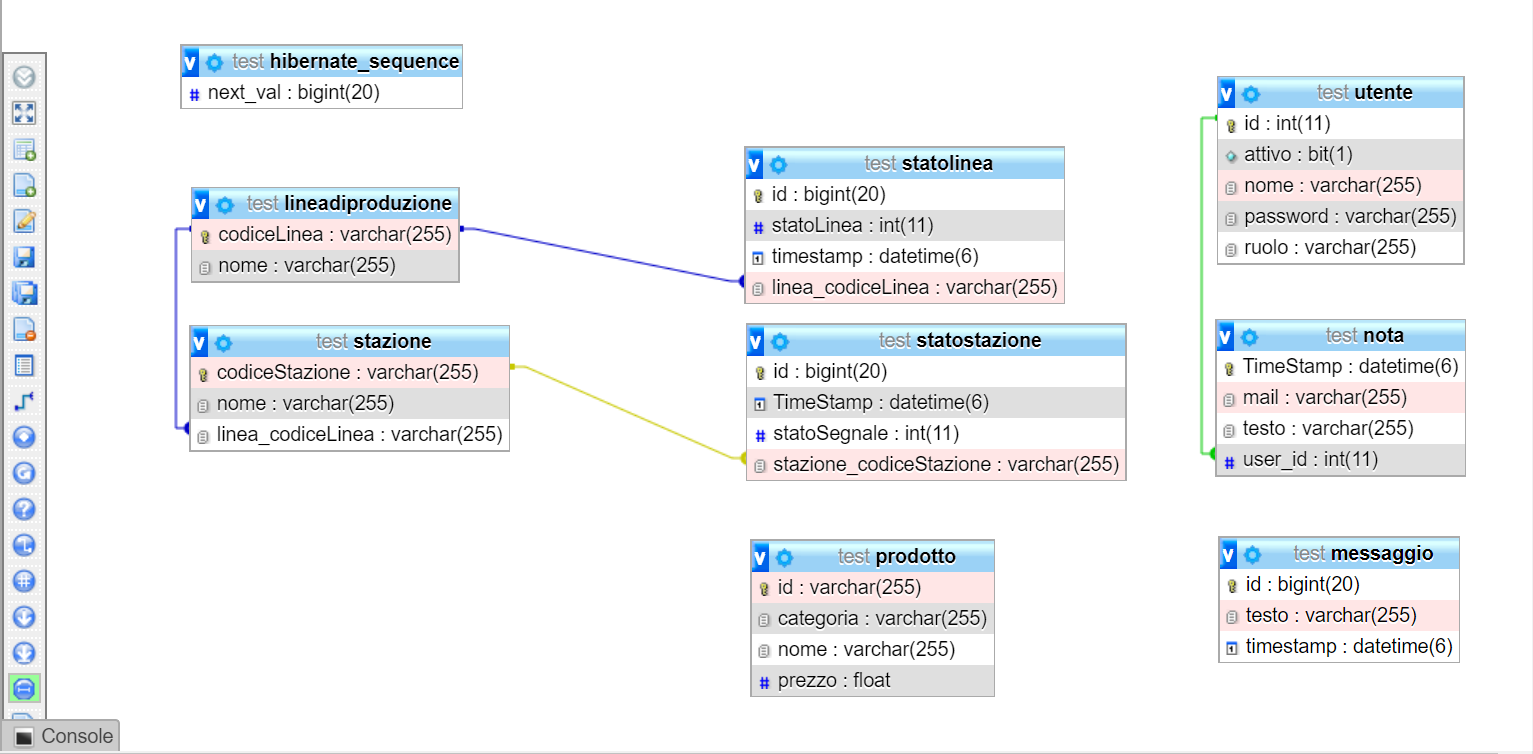 v test hibernate_sequence
# next_val : bigint(20)
v test lineadiproduzione
codiceLinea : varchar(255)
nome : varchar(255)
v test stazione
codiceStazione : varchar(255)
nome : varchar(255)
linea_codiceLinea : varchar(255)
v test statolinea
id : bigint(20)
# statoLinea : int(11)
timestamp : datetime(6)
linea_codiceLinea : varchar(255)
v test statostazione
id : bigint(20)
TimeStamp : datetime(6)
# statoSegnale : int(11)
stazione_codiceStazione : varchar(255)
v test prodotto
id : varchar(255)
categoria : varchar(255)
nome : varchar(255)
# prezzo : float
v test utente
id : int(11)
attivo : bit(1)
nome : varchar(255)
password : varchar(255)
ruolo : varchar(255)
v test nota
TimeStamp : datetime(6)
mail : varchar(255)
testo : varchar(255)
# user_id : int(11)
v test messaggio
id : bigint(20)
testo : varchar(255)
timestamp : datetime(6)
Console